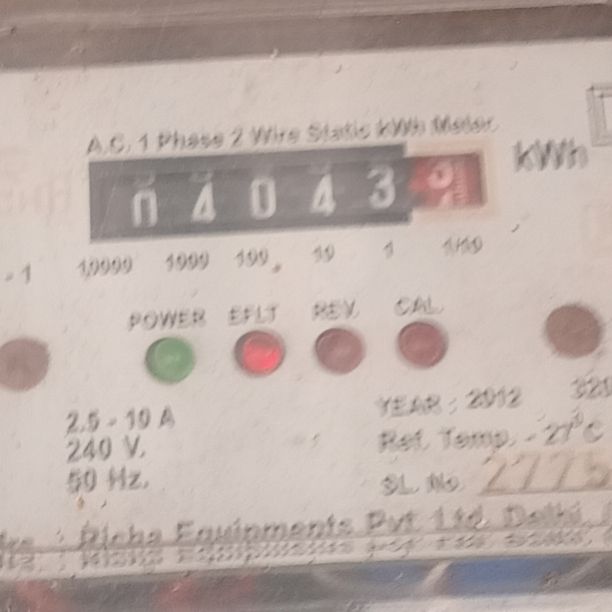 A.C. 1 Phase 2 Wire Static kWh Meter
kWh
0 4 0 4 3
- 1 10000 1000 100 10 1 1/10
POWER EFLT REV. CAL.
2.5 - 10 A
240 V.
50 Hz.
YEAR : 2012
Ref. Temp. - 27°C
SL. No.
: Richa Equipments Pvt. Ltd. Delhi.